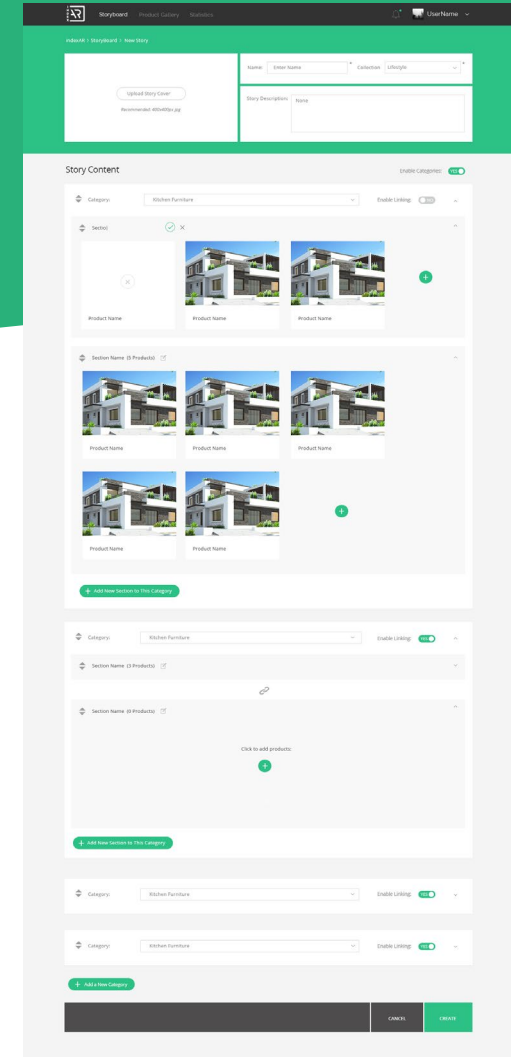 INDEX AR Storyboard Product Gallery Statistics UserName
IndexAR \ StoryBoard \ New Story
Name: Enter Name * Collection Lifestyle *
Upload Story Cover
Recommended 400x400px.jpg
Story Description: None
Story Content
Enable Categories: YES
Category: Kitchen Furniture Enable Linking:
Sectio|
Product Name Product Name Product Name
Section Name (5 Products)
Product Name Product Name Product Name
Product Name Product Name
+ Add New Section to This Category
Category: Kitchen Furniture Enable Linking: YES
Section Name (3 Products)
Section Name (0 Products)
Click to add products:
+ Add New Section to This Category
Category: Kitchen Furniture Enable Linking: YES
Category: Kitchen Furniture Enable Linking: YES
+ Add a New Category
CANCEL CREATE